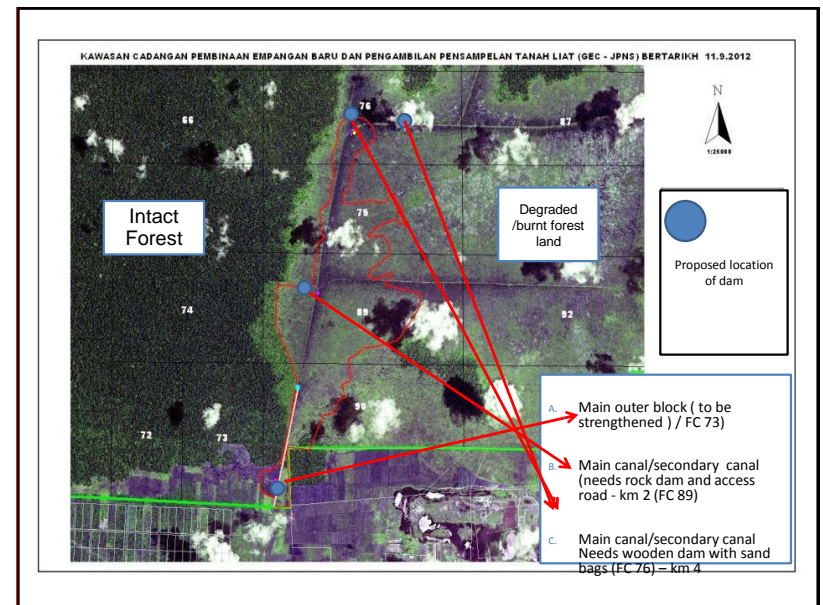 KAWASAN CADANGAN PEMBINAAN EMPANGAN BARU DAN PENGAMBILAN PENSAMPELAN TANAH LIAT (GEC - JPNS) BERTARIKH 11.9.2012
N
1:25000
76
66
87
Intact
Forest
75
Degraded
/burnt forest
land
Proposed location
of dam
74
89
92
90
72
73
A. Main outer block ( to be
strengthened ) / FC 73)
B. Main canal/secondary canal
(needs rock dam and access
road - km 2 (FC 89)
C. Main canal/secondary canal
Needs wooden dam with sand
bags (FC 76) – km 4